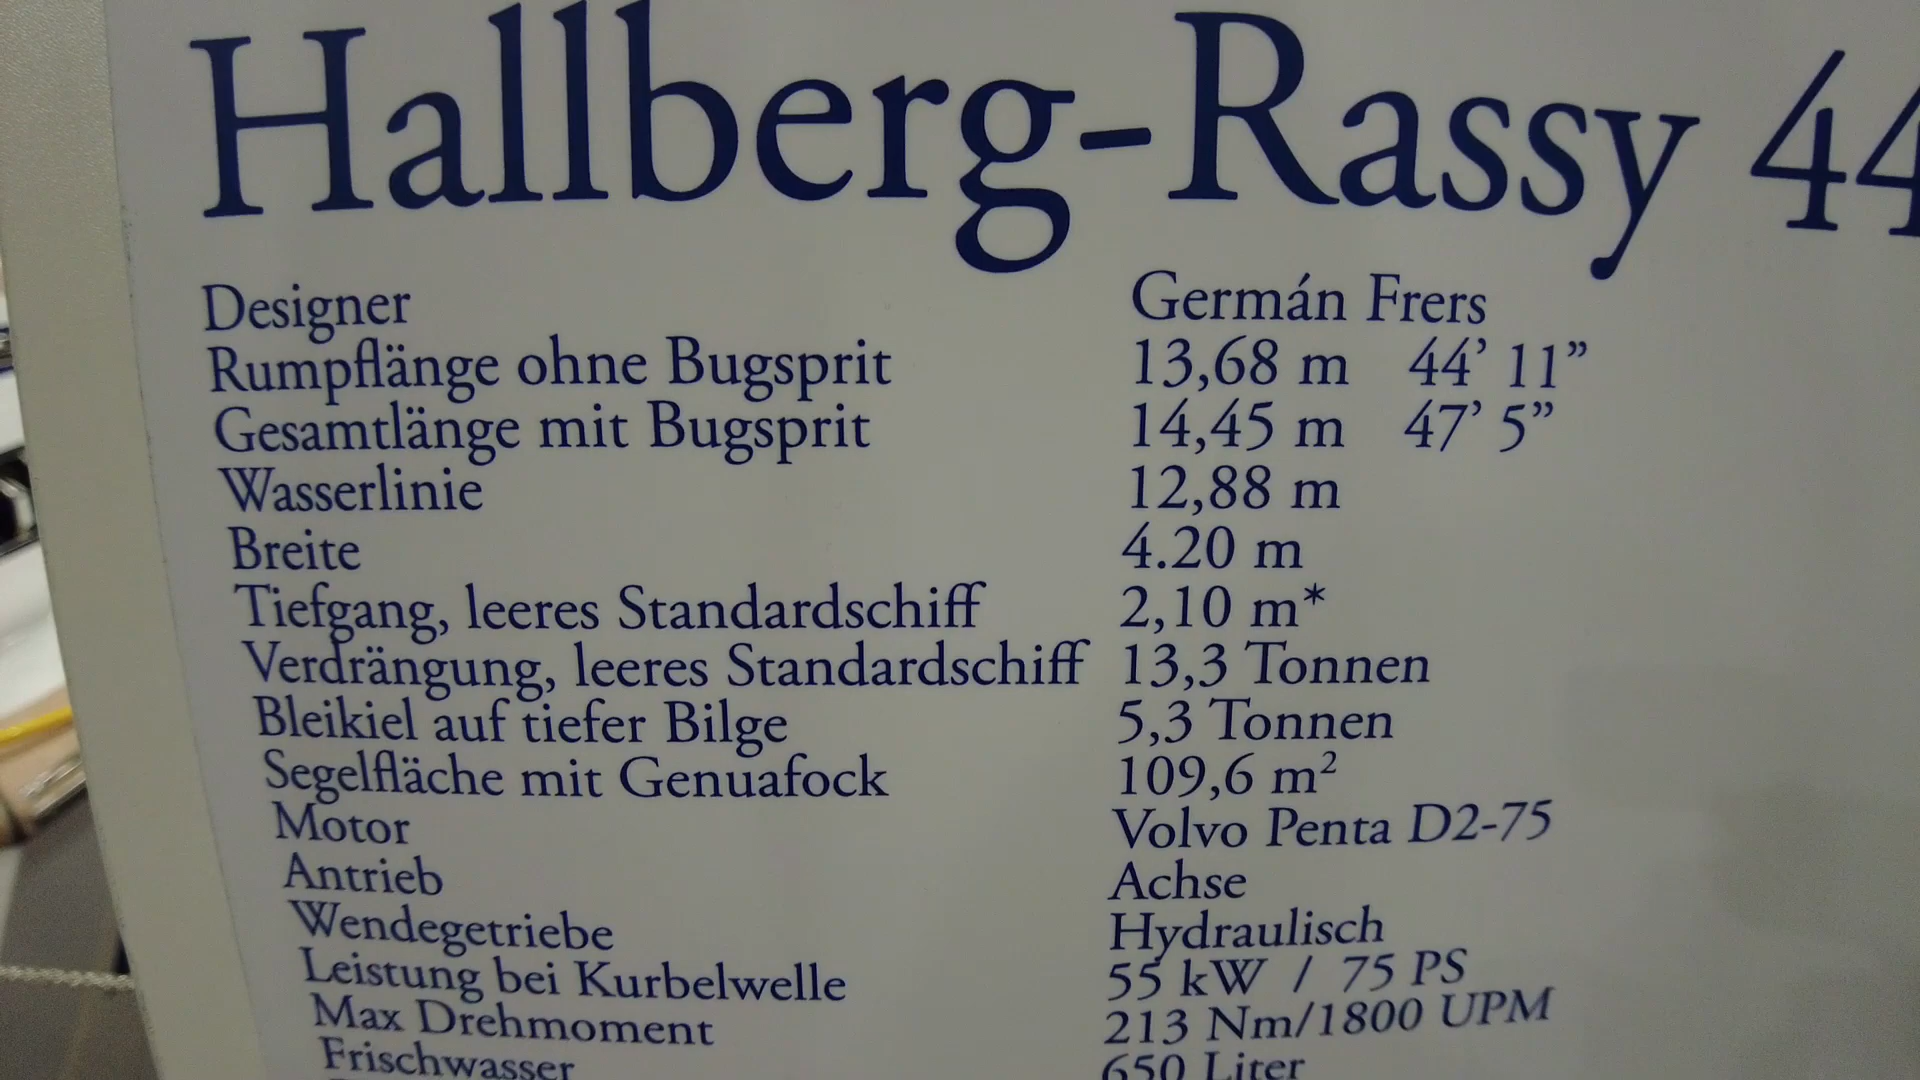 Hallberg-Rassy 44
Designer Germán Frers
Rumpflänge ohne Bugsprit 13,68 m 44’ 11”
Gesamtlänge mit Bugsprit 14,45 m 47’ 5”
Wasserlinie 12,88 m
Breite 4.20 m
Tiefgang, leeres Standardschiff 2,10 m*
Verdrängung, leeres Standardschiff 13,3 Tonnen
Bleikiel auf tiefer Bilge 5,3 Tonnen
Segelfläche mit Genuafock 109,6 m²
Motor Volvo Penta D2-75
Antrieb Achse
Wendegetriebe Hydraulisch
Leistung bei Kurbelwelle 55 kW / 75 PS
Max Drehmoment 213 Nm/1800 UPM
Frischwasser 650 Liter